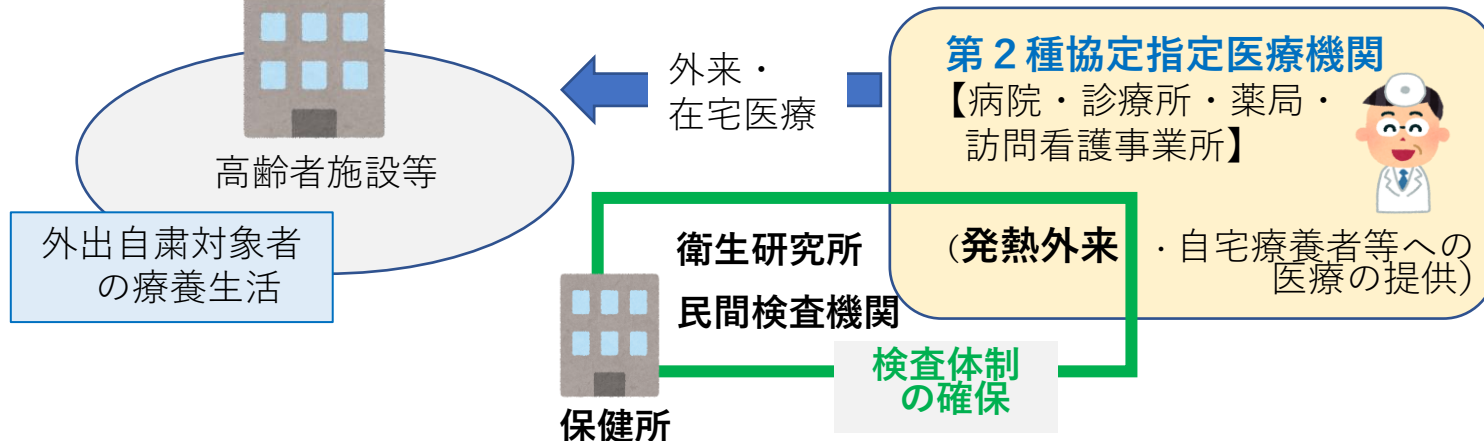 高齢者施設等
外出自粛対象者
の療養生活
外来・
在宅医療
第２種協定指定医療機関
【病院・診療所・薬局・
訪問看護事業所】
(発熱外来・自宅療養者等への
医療の提供)
衛生研究所
民間検査機関
検査体制
の確保
保健所